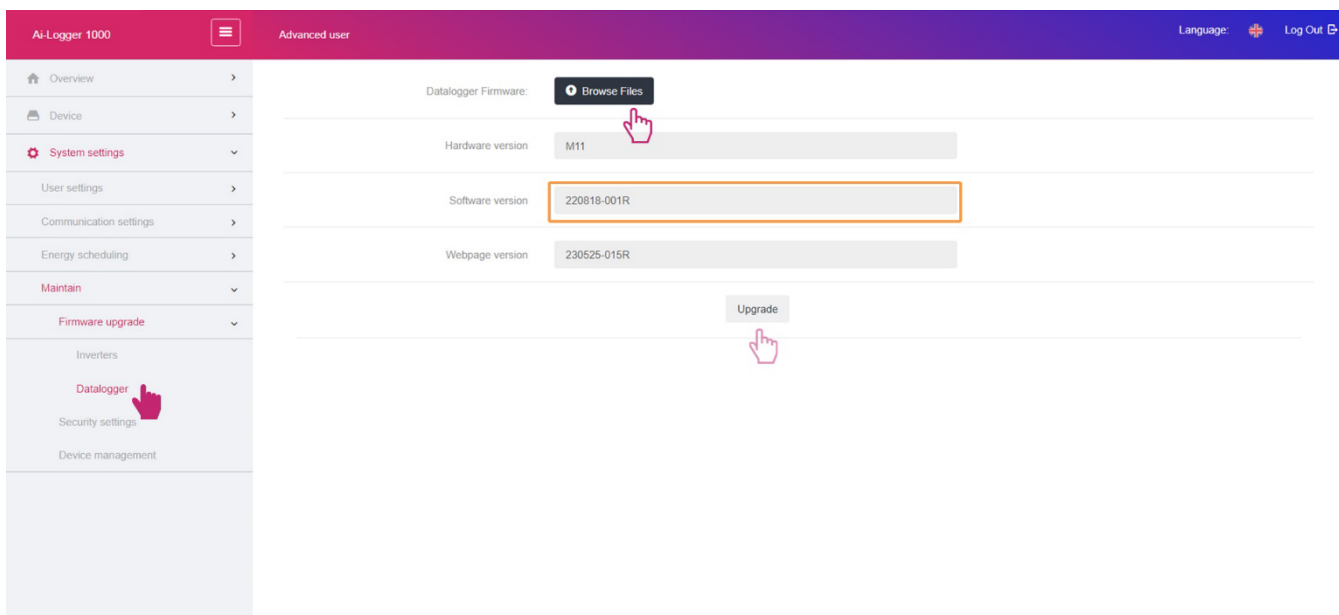 Ai-Logger 1000
Advanced user
Language:
Log Out
Overview
Device
System settings
User settings
Communication settings
Energy scheduling
Maintain
Firmware upgrade
Inverters
Datalogger
Security settings
Device management
Datalogger Firmware: Browse Files
Hardware version M11
Software version 220818-001R
Webpage version 230525-015R
Upgrade